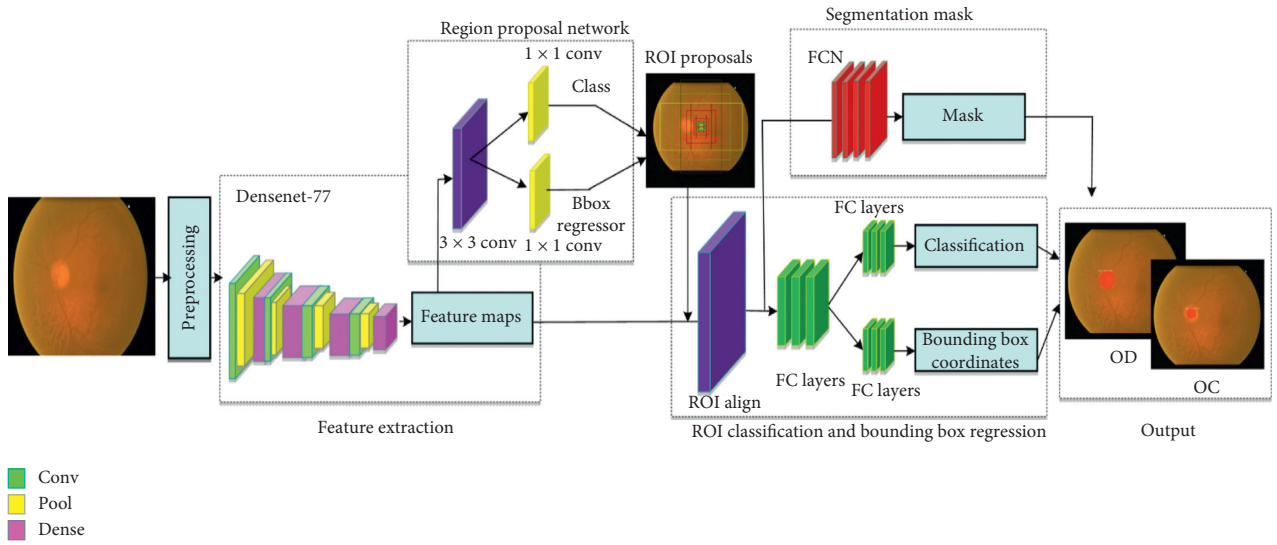 Segmentation mask
Region proposal network
1 × 1 conv
ROI proposals
FCN
Class
Mask
Densenet-77
Bbox
regressor
3 × 3 conv
1 × 1 conv
FC layers
Classification
Preprocessing
Feature maps
Bounding box
coordinates
OD
FC layers
FC layers
OC
ROI align
Feature extraction
ROI classification and bounding box regression
Output
Conv
Pool
Dense